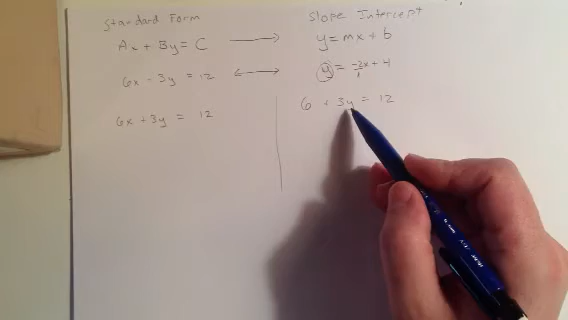 Standard Form
Slope Intercept
Ax + By = C
y = mx + b
6x - 3y = 12
y = -2x/1 + 4
6x + 3y = 12
6 + 3y = 12